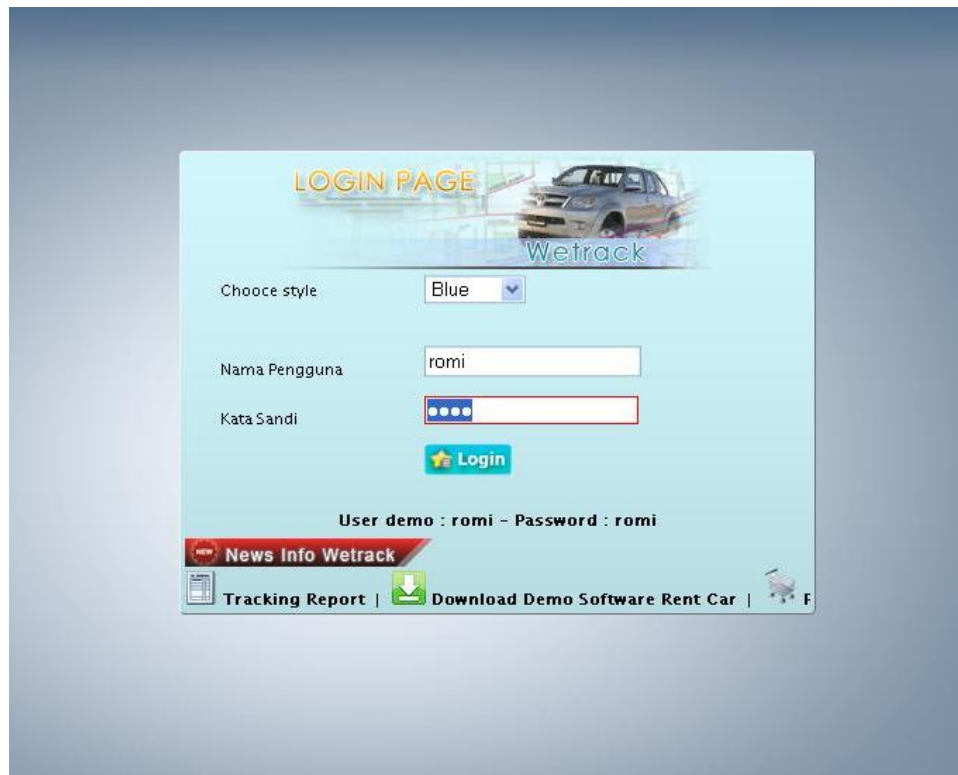 LOGIN PAGE
Wetrack
Chooce style
Blue
Nama Pengguna
romi
Kata Sandi
Login
User demo : romi - Password : romi
NEW News Info Wetrack
Tracking Report | Download Demo Software Rent Car |